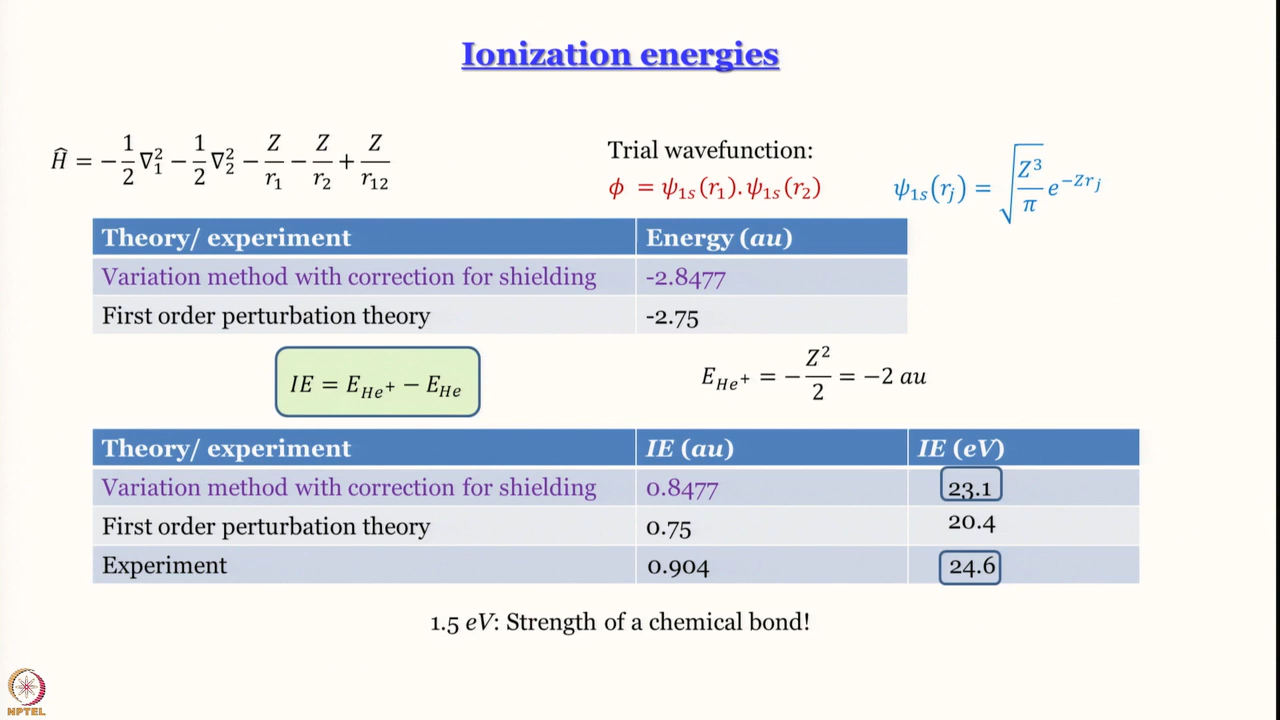 Ionization energies
Ĥ = −1/2 ∇₁² − 1/2 ∇₂² − Z/r₁ − Z/r₂ + Z/r₁₂
Trial wavefunction:
ϕ = ψ₁ₛ(r₁).ψ₁ₛ(r₂)
ψ₁ₛ(rⱼ) = √(Z³/π) e^(−Zrⱼ)
Theory/ experiment Energy (au)
Variation method with correction for shielding -2.8477
First order perturbation theory -2.75
IE = E_He⁺ − E_He
E_He⁺ = −Z²/2 = −2 au
Theory/ experiment IE (au) IE (eV)
Variation method with correction for shielding 0.8477 23.1
First order perturbation theory 0.75 20.4
Experiment 0.904 24.6
1.5 eV: Strength of a chemical bond!
NPTEL